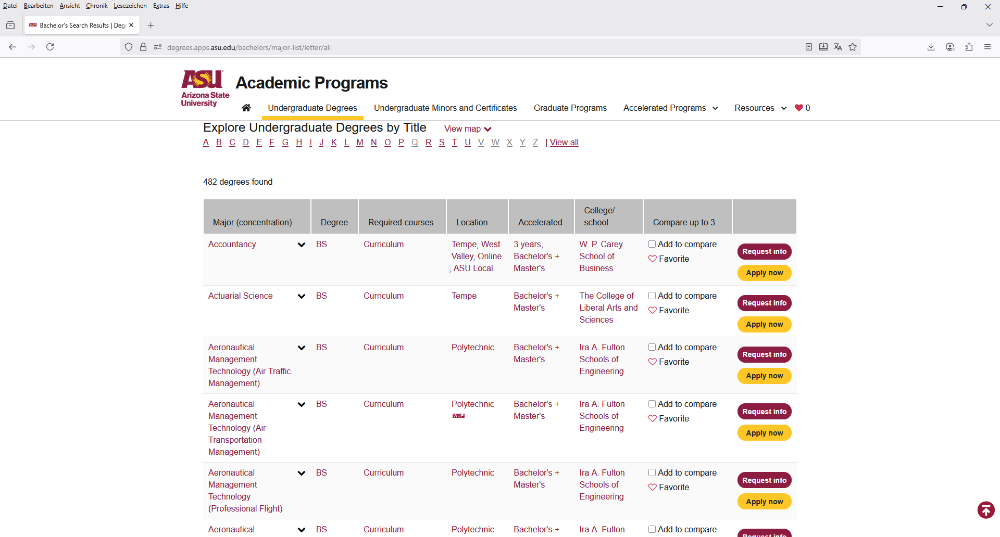 Datei Bearbeiten Ansicht Chronik Lesezeichen Extras Hilfe
ASU Bachelor's Search Results | Degr
degrees.apps.asu.edu/bachelors/major-list/letter/all
ASU
Arizona State
University
Academic Programs
Undergraduate Degrees Undergraduate Minors and Certificates Graduate Programs Accelerated Programs Resources 0
Explore Undergraduate Degrees by Title View map
A B C D E F G H I J K L M N O P Q R S T U V W X Y Z | View all
482 degrees found
College/
Major (concentration) Degree Required courses Location Accelerated school Compare up to 3
Accountancy BS Curriculum Tempe, West 3 years, W. P. Carey Add to compare
Request info
Valley, Online Bachelor's + School of Favorite
, ASU Local Master's Business
Apply now
Actuarial Science BS Curriculum Tempe Bachelor's + The College of Add to compare
Request info
Master's Liberal Arts and Favorite
Sciences
Apply now
Aeronautical BS Curriculum Polytechnic Bachelor's + Ira A. Fulton Add to compare
Request info
Management Master's Schools of Favorite
Technology (Air Traffic Engineering
Apply now
Management)
Aeronautical BS Curriculum Polytechnic Bachelor's + Ira A. Fulton Add to compare
Request info
Management WUE Master's Schools of Favorite
Technology (Air Engineering
Apply now
Transportation
Management)
Aeronautical BS Curriculum Polytechnic Bachelor's + Ira A. Fulton Add to compare
Request info
Management Master's Schools of Favorite
Technology Engineering
Apply now
(Professional Flight)
Aeronautical BS Curriculum Polytechnic Bachelor's + Ira A. Fulton Add to compare
Request info